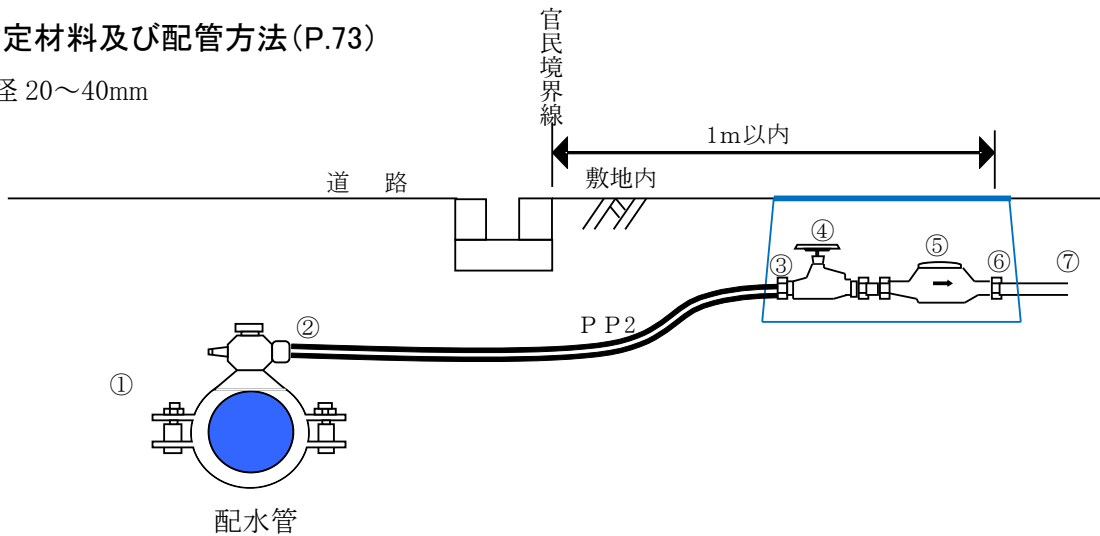 定材料及び配管方法(P.73)
径 20～40mm
官民境界線
1m以内
道　路
敷地内
④
⑤
③
⑥
⑦
ＰＰ2
②
①
配水管